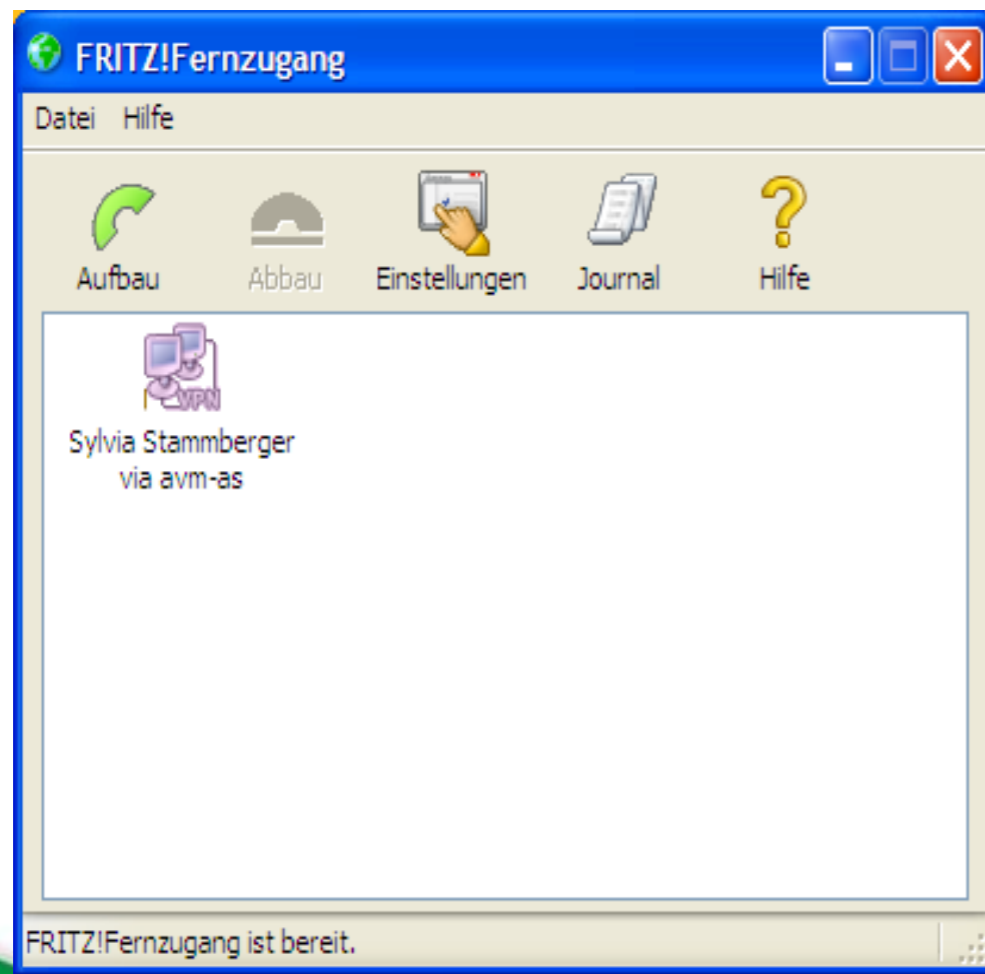 FRITZ!Fernzugang
Datei Hilfe
Aufbau Abbau Einstellungen Journal Hilfe
VPN
Sylvia Stammberger
via avm-as
FRITZ!Fernzugang ist bereit.